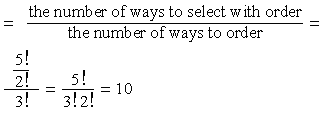 = the number of ways to select with order / the number of ways to order =
5!/2! / 3! = 5! / 3! 2! = 10